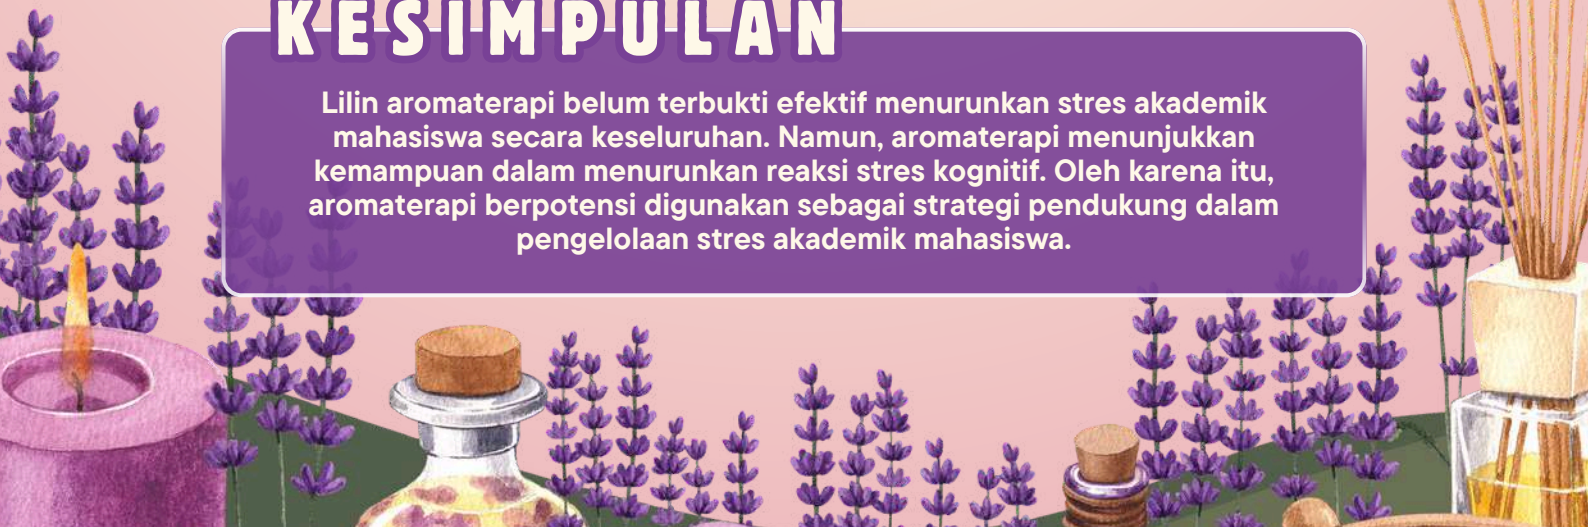 KESIMPULAN
Lilin aromaterapi belum terbukti efektif menurunkan stres akademik
mahasiswa secara keseluruhan. Namun, aromaterapi menunjukkan
kemampuan dalam menurunkan reaksi stres kognitif. Oleh karena itu,
aromaterapi berpotensi digunakan sebagai strategi pendukung dalam
pengelolaan stres akademik mahasiswa.